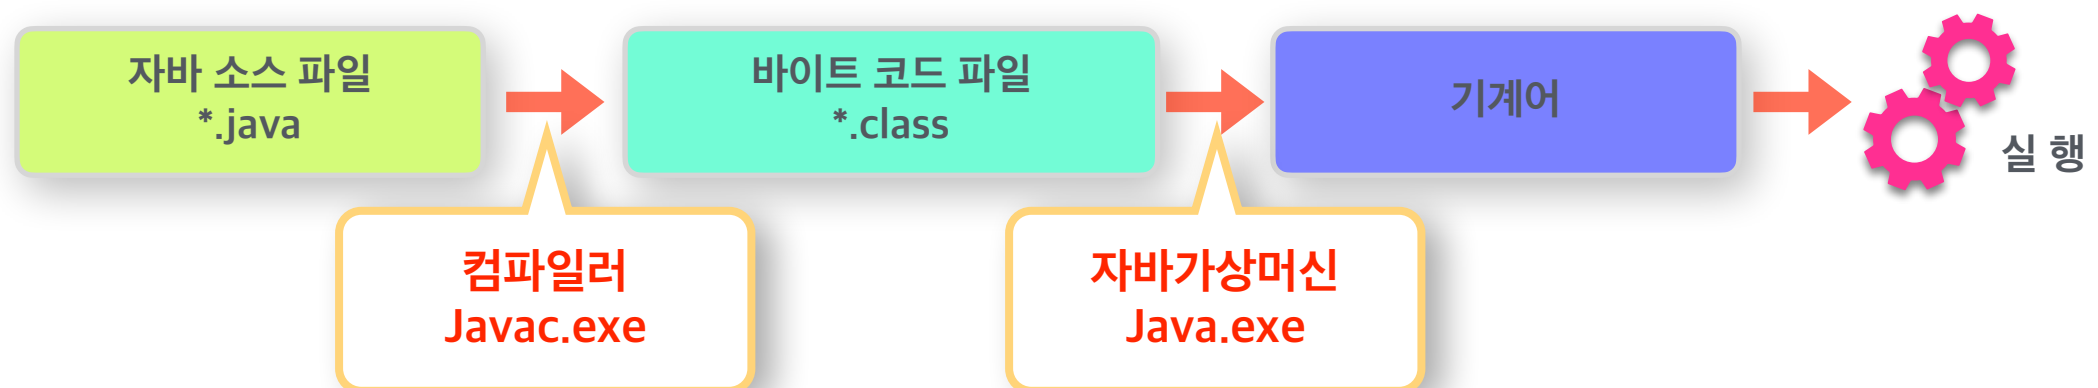 자바 소스 파일
*.java
바이트 코드 파일
*.class
기계어
실 행
컴파일러
Javac.exe
자바가상머신
Java.exe